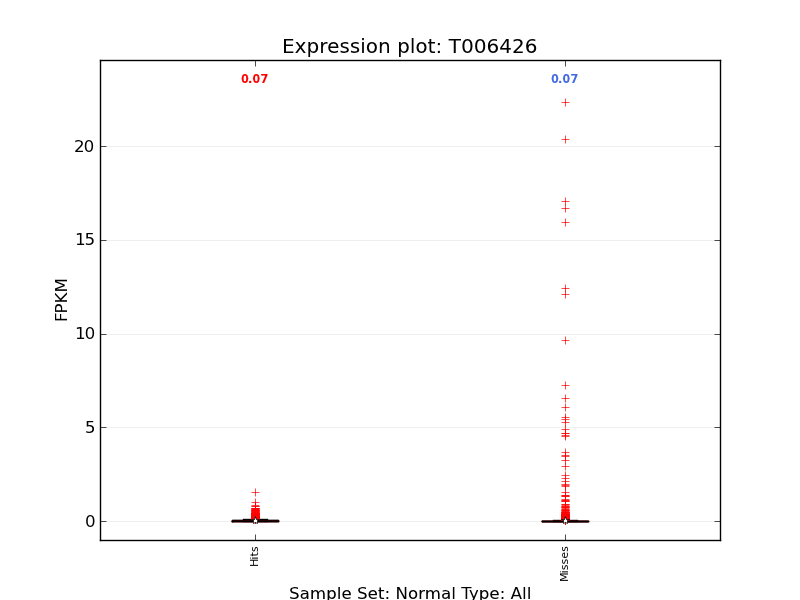 Expression plot: T006426
0.07 0.07
20
15
10
5
0
FPKM
Hits Misses
Sample Set: Normal Type: All